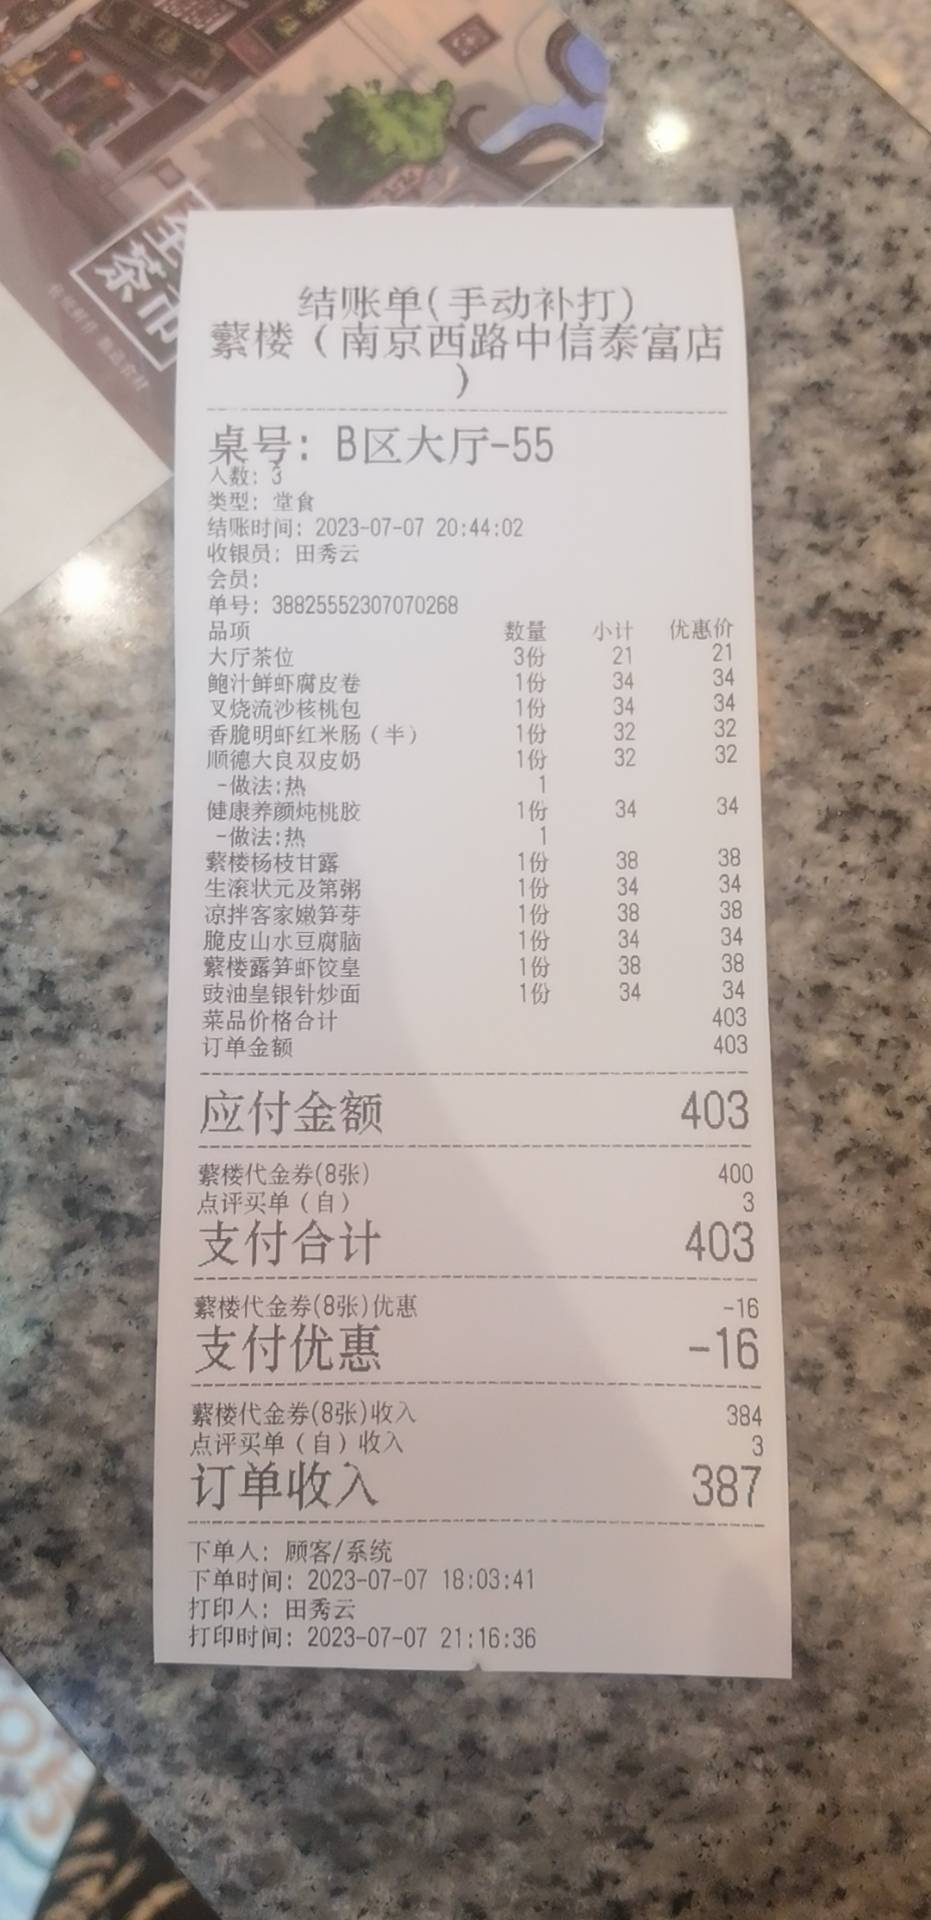 茶市
结账单(手动补打)
蘩楼（南京西路中信泰富店
）
桌号: B区大厅-55
人数: 3
类型: 堂食
结账时间: 2023-07-07 20:44:02
收银员: 田秀云
会员:
单号: 38825552307070268
品项 数量 小计 优惠价
大厅茶位 3份 21 21
鲍汁鲜虾腐皮卷 1份 34 34
叉烧流沙核桃包 1份 34 34
香脆明虾红米肠（半） 1份 32 32
顺德大良双皮奶 1份 32 32
-做法:热 1
健康养颜炖桃胶 1份 34 34
-做法:热 1
蘩楼杨枝甘露 1份 38 38
生滚状元及第粥 1份 34 34
凉拌客家嫩笋芽 1份 38 38
脆皮山水豆腐脑 1份 34 34
蘩楼露笋虾饺皇 1份 38 38
豉油皇银针炒面 1份 34 34
菜品价格合计 403
订单金额 403
应付金额 403
蘩楼代金券(8张) 400
点评买单（自） 3
支付合计 403
蘩楼代金券(8张)优惠 -16
支付优惠 -16
蘩楼代金券(8张)收入 384
点评买单（自）收入 3
订单收入 387
下单人: 顾客/系统
下单时间: 2023-07-07 18:03:41
打印人: 田秀云
打印时间: 2023-07-07 21:16:36